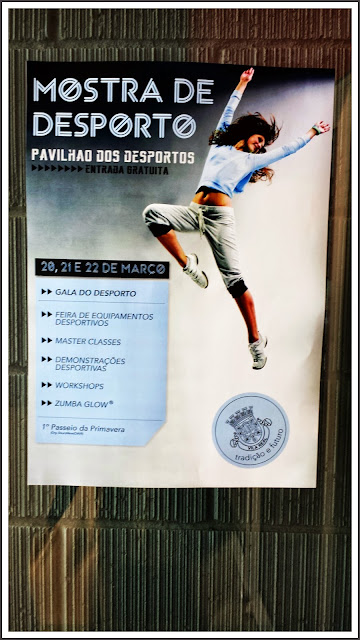 MOSTRA DE
DESPORTO
PAVILHAO DOS DESPORTOS
ENTRADA GRATUITA
20, 21 E 22 DE MARÇO
GALA DO DESPORTO
FEIRA DE EQUIPAMENTOS
DESPORTIVOS
MASTER CLASSES
DEMONSTRAÇÕES
DESPORTIVAS
WORKSHOPS
ZUMBA GLOW®
1º Passeio da Primavera
tradição e futuro